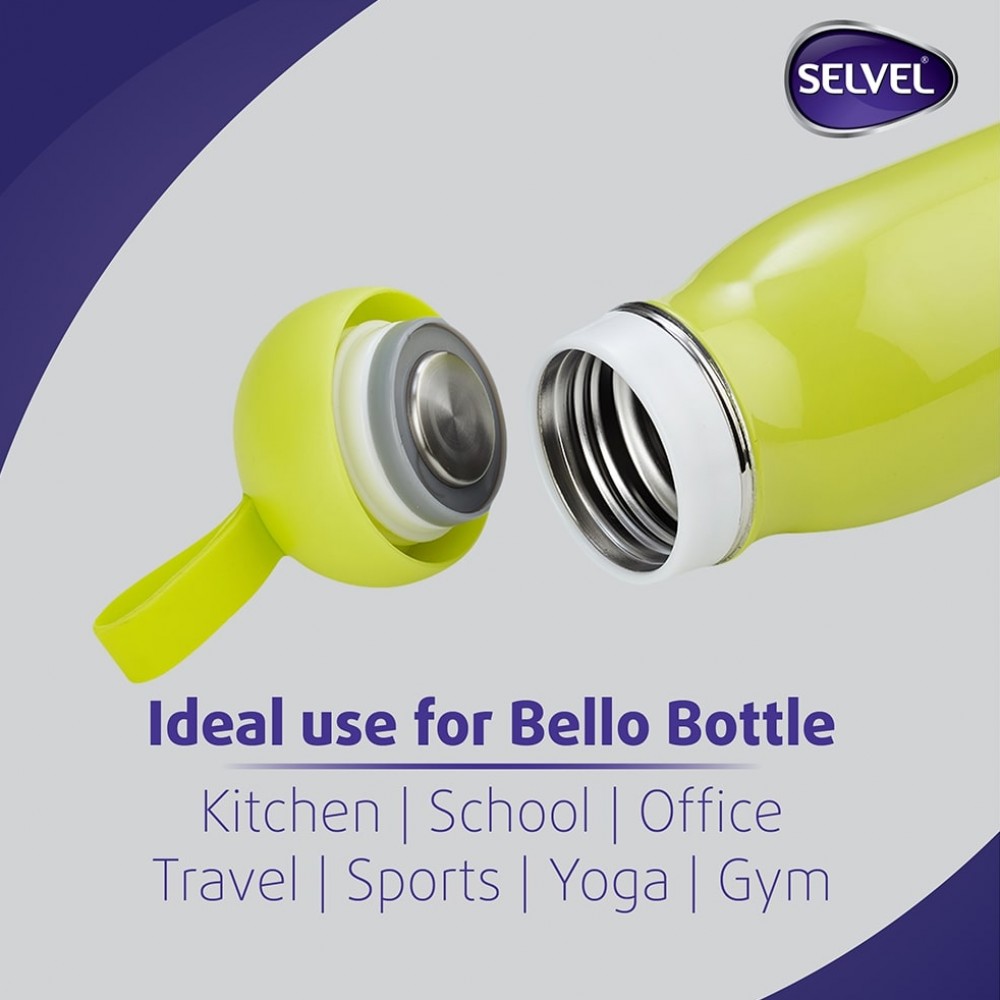 SELVEL®
Ideal use for Bello Bottle
Kitchen | School | Office
Travel | Sports | Yoga | Gym